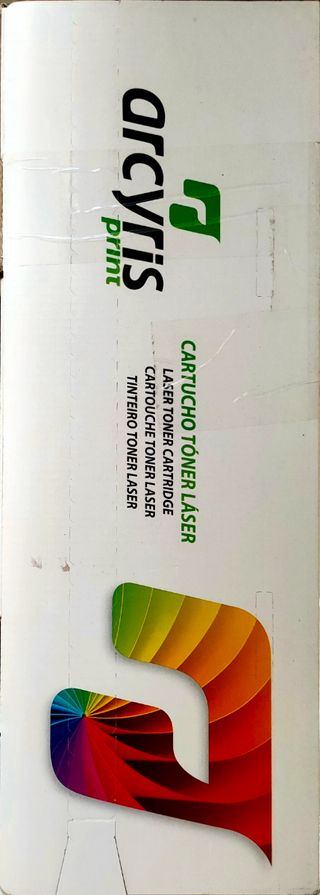 arcyris
print
CARTUCHO TÓNER LÁSER
LASER TONER CARTRIDGE
CARTOUCHE TONER LASER
TINTEIRO TONER LASER